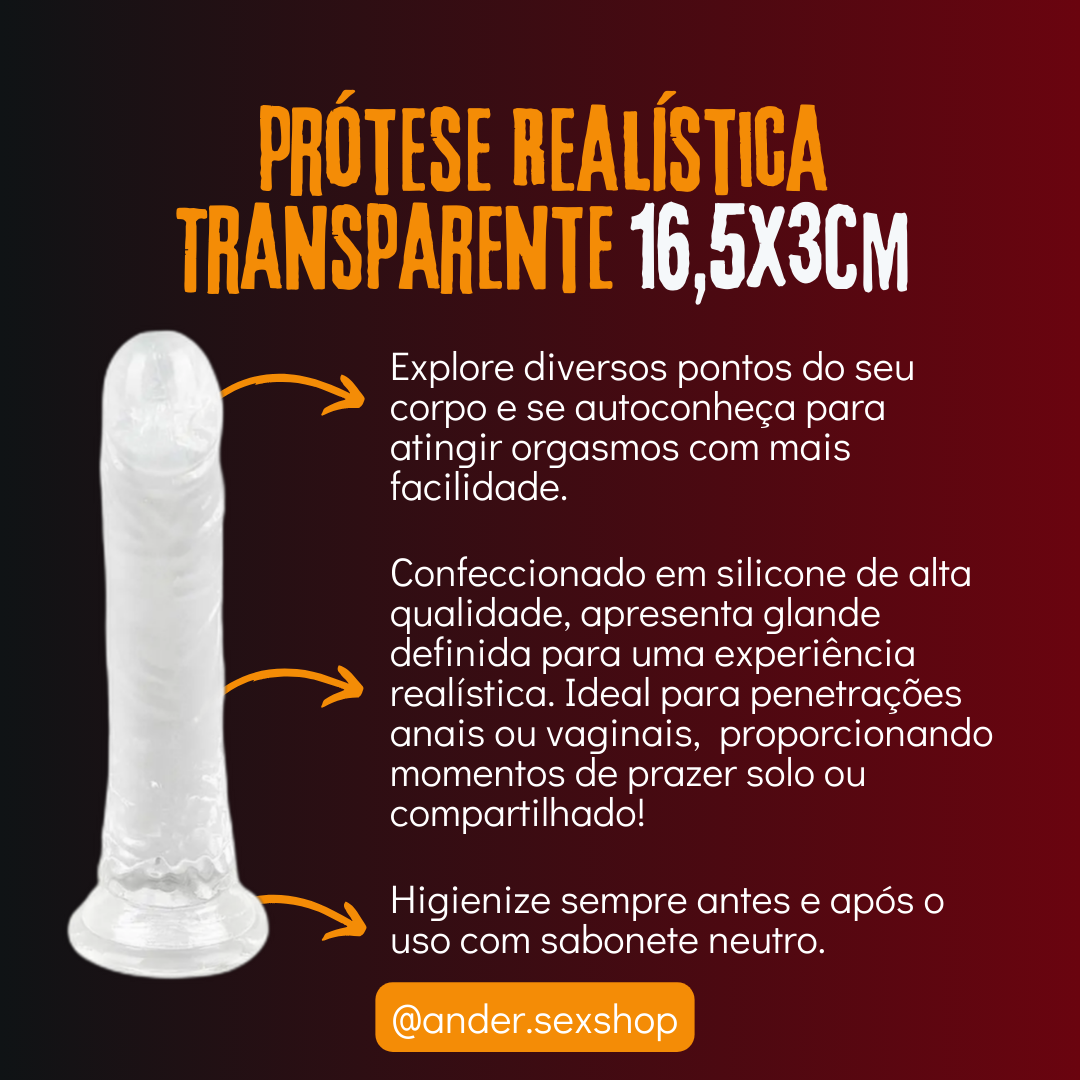 PRÓTESE REALÍSTICA
TRANSPARENTE 16,5X3CM
Explore diversos pontos do seu
corpo e se autoconheça para
atingir orgasmos com mais
facilidade.
Confeccionado em silicone de alta
qualidade, apresenta glande
definida para uma experiência
realística. Ideal para penetrações
anais ou vaginais, proporcionando
momentos de prazer solo ou
compartilhado!
Higienize sempre antes e após o
uso com sabonete neutro.
@ander.sexshop